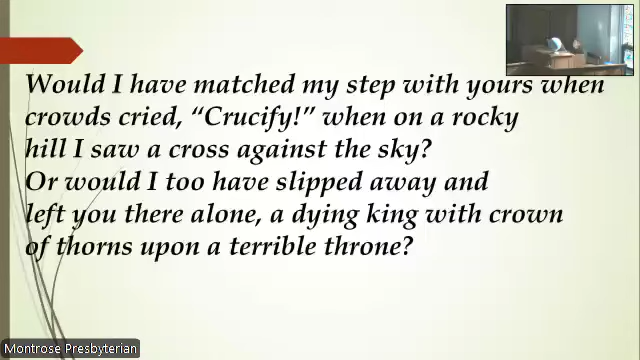 Would I have matched my step with yours when
crowds cried, “Crucify!” when on a rocky
hill I saw a cross against the sky?
Or would I too have slipped away and
left you there alone, a dying king with crown
of thorns upon a terrible throne?
Montrose Presbyterian